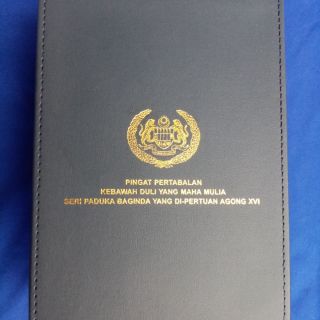 PINGAT PERTABALAN
KEBAWAH DULI YANG MAHA MULIA
SERI PADUKA BAGINDA YANG DI-PERTUAN AGONG XVI